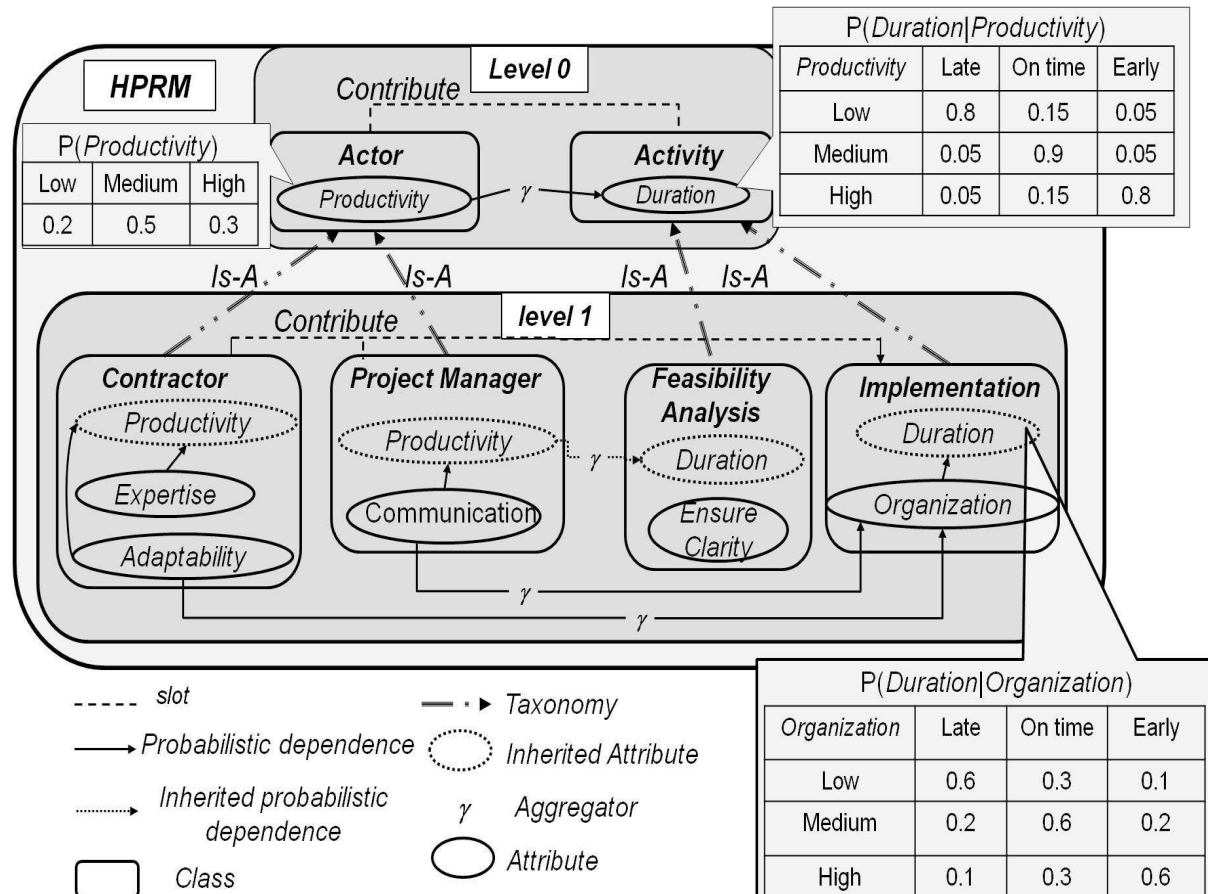 HPRM
Level 0
Contribute
P(Productivity)
Low Medium High
0.2 0.5 0.3
Actor
Productivity
γ
Activity
Duration
P(Duration|Productivity)
Productivity Late On time Early
Low 0.8 0.15 0.05
Medium 0.05 0.9 0.05
High 0.05 0.15 0.8
Is-A Is-A Is-A Is-A
level 1
Contribute
Contractor
Productivity
Expertise
Adaptability
Project Manager
Productivity
Communication
γ
Feasibility
Analysis
Duration
Ensure
Clarity
Implementation
Duration
Organization
γ
γ
P(Duration|Organization)
Organization Late On time Early
Low 0.6 0.3 0.1
Medium 0.2 0.6 0.2
High 0.1 0.3 0.6
slot
Probabilistic dependence
Inherited probabilistic
dependence
Class
Taxonomy
Inherited Attribute
γ Aggregator
Attribute